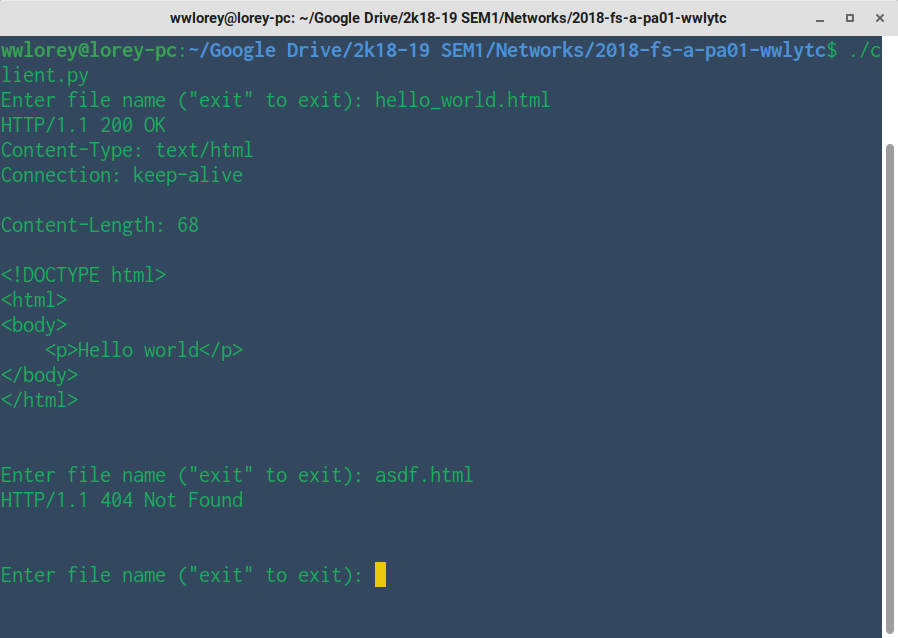 wwlorey@lorey-pc: ~/Google Drive/2k18-19 SEM1/Networks/2018-fs-a-pa01-wwlytc
wwlorey@lorey-pc:~/Google Drive/2k18-19 SEM1/Networks/2018-fs-a-pa01-wwlytc$ ./c
lient.py
Enter file name ("exit" to exit): hello_world.html
HTTP/1.1 200 OK
Content-Type: text/html
Connection: keep-alive

Content-Length: 68

<!DOCTYPE html>
<html>
<body>
    <p>Hello world</p>
</body>
</html>


Enter file name ("exit" to exit): asdf.html
HTTP/1.1 404 Not Found


Enter file name ("exit" to exit):